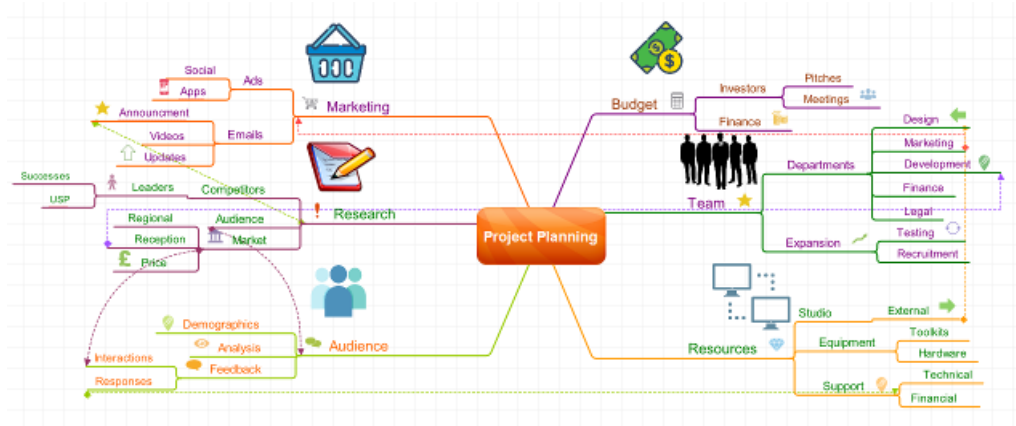 Project Planning
Marketing
Ads
Social
Apps
Emails
Announcment
Videos
Updates
Research
Competitors
Leaders
Successes
USP
Audience
Market
Regional
Reception
Price
Audience
Demographics
Analysis
Feedback
Interactions
Responses
Budget
Investors
Pitches
Meetings
Finance
Team
Departments
Design
Marketing
Development
Finance
Legal
Expansion
Testing
Recruitment
Resources
Studio
External
Equipment
Toolkits
Hardware
Support
Technical
Financial